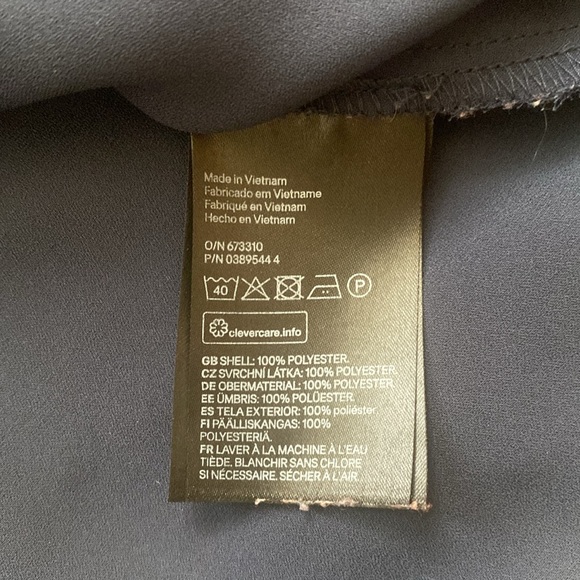 Made in Vietnam
Fabricado em Vietname
Fabriqué en Vietnam
Hecho en Vietnam
O/N 673310
P/N 0389544 4
40 P
clevercare.info
GB SHELL: 100% POLYESTER.
CZ SVRCHNÍ LÁTKA: 100% POLYESTER.
DE OBERMATERIAL: 100% POLYESTER.
EE ÜMBRIS: 100% POLÜESTER.
ES TELA EXTERIOR: 100% poliéster.
FI PÄÄLLISKANGAS: 100%
POLYESTERIÄ.
FR LAVER À LA MACHINE À L'EAU
TIÈDE. BLANCHIR SANS CHLORE
SI NÉCESSAIRE. SÉCHER À L'AIR.